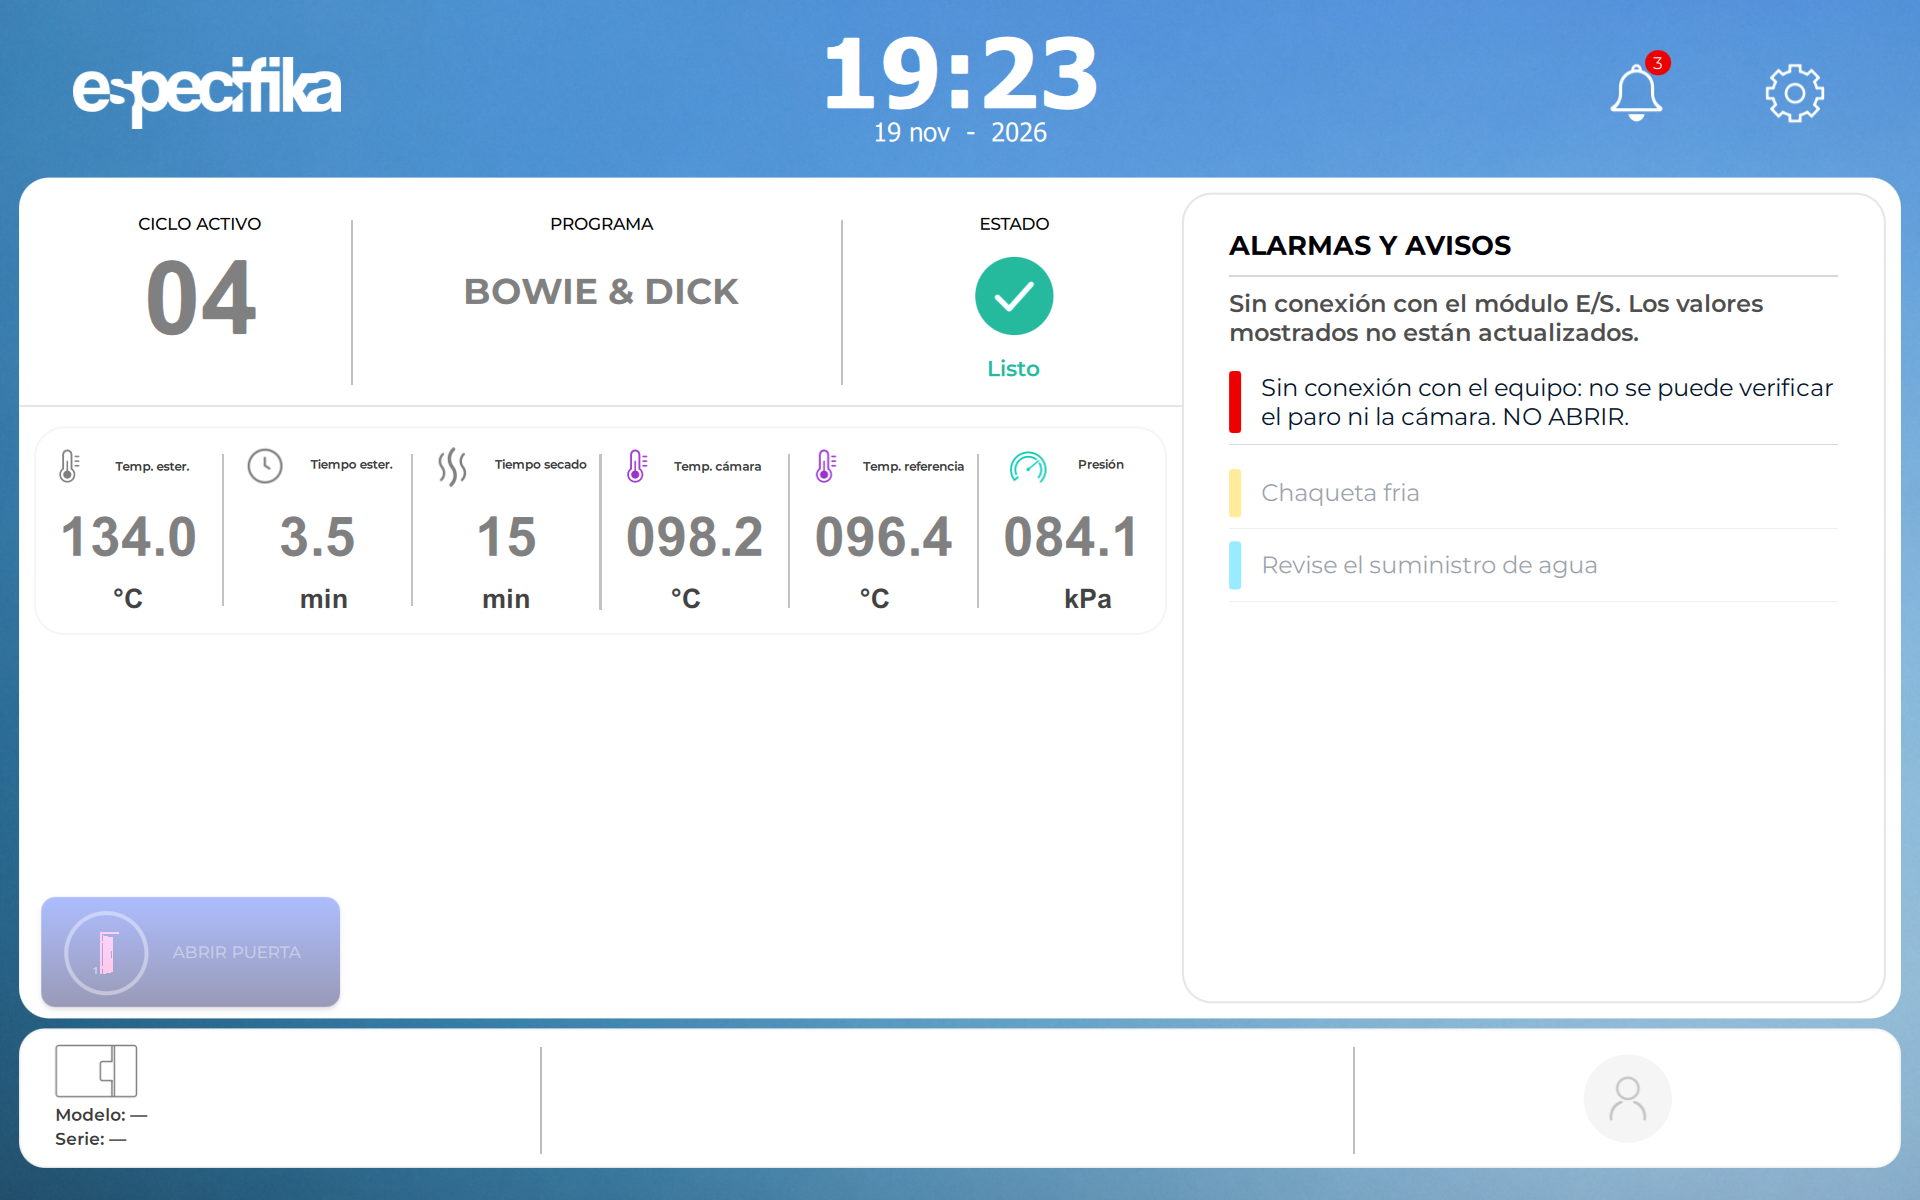 especifika
19:23
19 nov - 2026
3
CICLO ACTIVO
04
PROGRAMA
BOWIE & DICK
ESTADO
Listo
Temp. ester.
134.0
°C
Tiempo ester.
3.5
min
Tiempo secado
15
min
Temp. cámara
098.2
°C
Temp. referencia
096.4
°C
Presión
084.1
kPa
ABRIR PUERTA
ALARMAS Y AVISOS
Sin conexión con el módulo E/S. Los valores
mostrados no están actualizados.
Sin conexión con el equipo: no se puede verificar
el paro ni la cámara. NO ABRIR.
Chaqueta fria
Revise el suministro de agua
Modelo: —
Serie: —